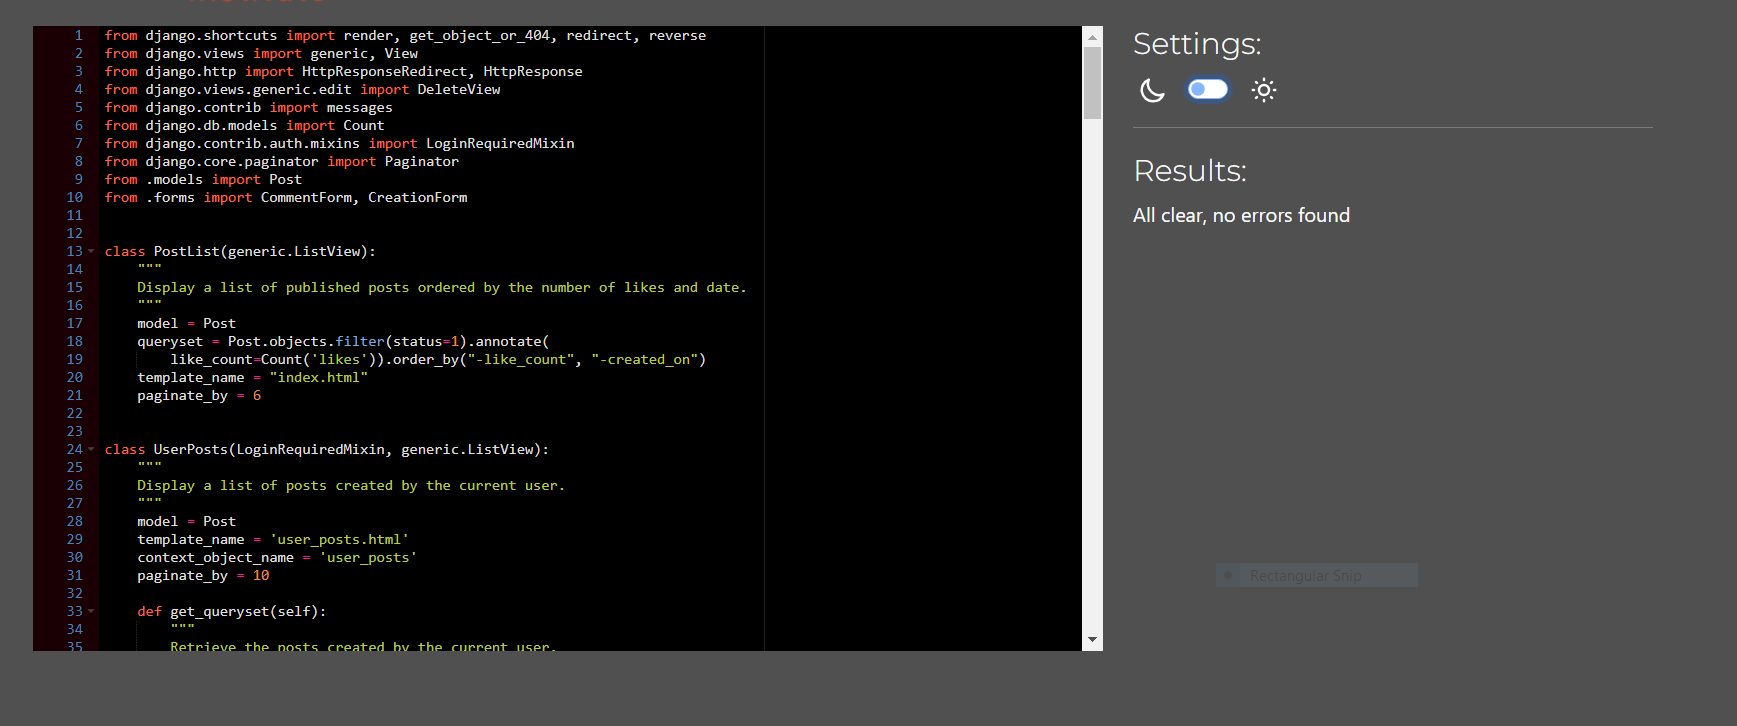 1 from django.shortcuts import render, get_object_or_404, redirect, reverse
2 from django.views import generic, View
3 from django.http import HttpResponseRedirect, HttpResponse
4 from django.views.generic.edit import DeleteView
5 from django.contrib import messages
6 from django.db.models import Count
7 from django.contrib.auth.mixins import LoginRequiredMixin
8 from django.core.paginator import Paginator
9 from .models import Post
10 from .forms import CommentForm, CreationForm
11
12
13 class PostList(generic.ListView):
14     """
15     Display a list of published posts ordered by the number of likes and date.
16     """
17     model = Post
18     queryset = Post.objects.filter(status=1).annotate(
19         like_count=Count('likes')).order_by("-like_count", "-created_on")
20     template_name = "index.html"
21     paginate_by = 6
22
23
24 class UserPosts(LoginRequiredMixin, generic.ListView):
25     """
26     Display a list of posts created by the current user.
27     """
28     model = Post
29     template_name = 'user_posts.html'
30     context_object_name = 'user_posts'
31     paginate_by = 10
32
33     def get_queryset(self):
34         """
35         Retrieve the posts created by the current user.
Settings:
Results:
All clear, no errors found
Rectangular Snip